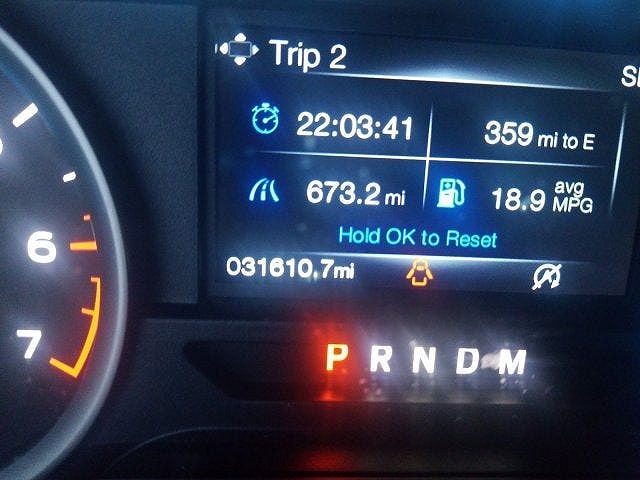 Trip 2
22:03:41
359 mi to E
673.2 mi
18.9 avg MPG
Hold OK to Reset
031610.7mi
6
7
P R N D M